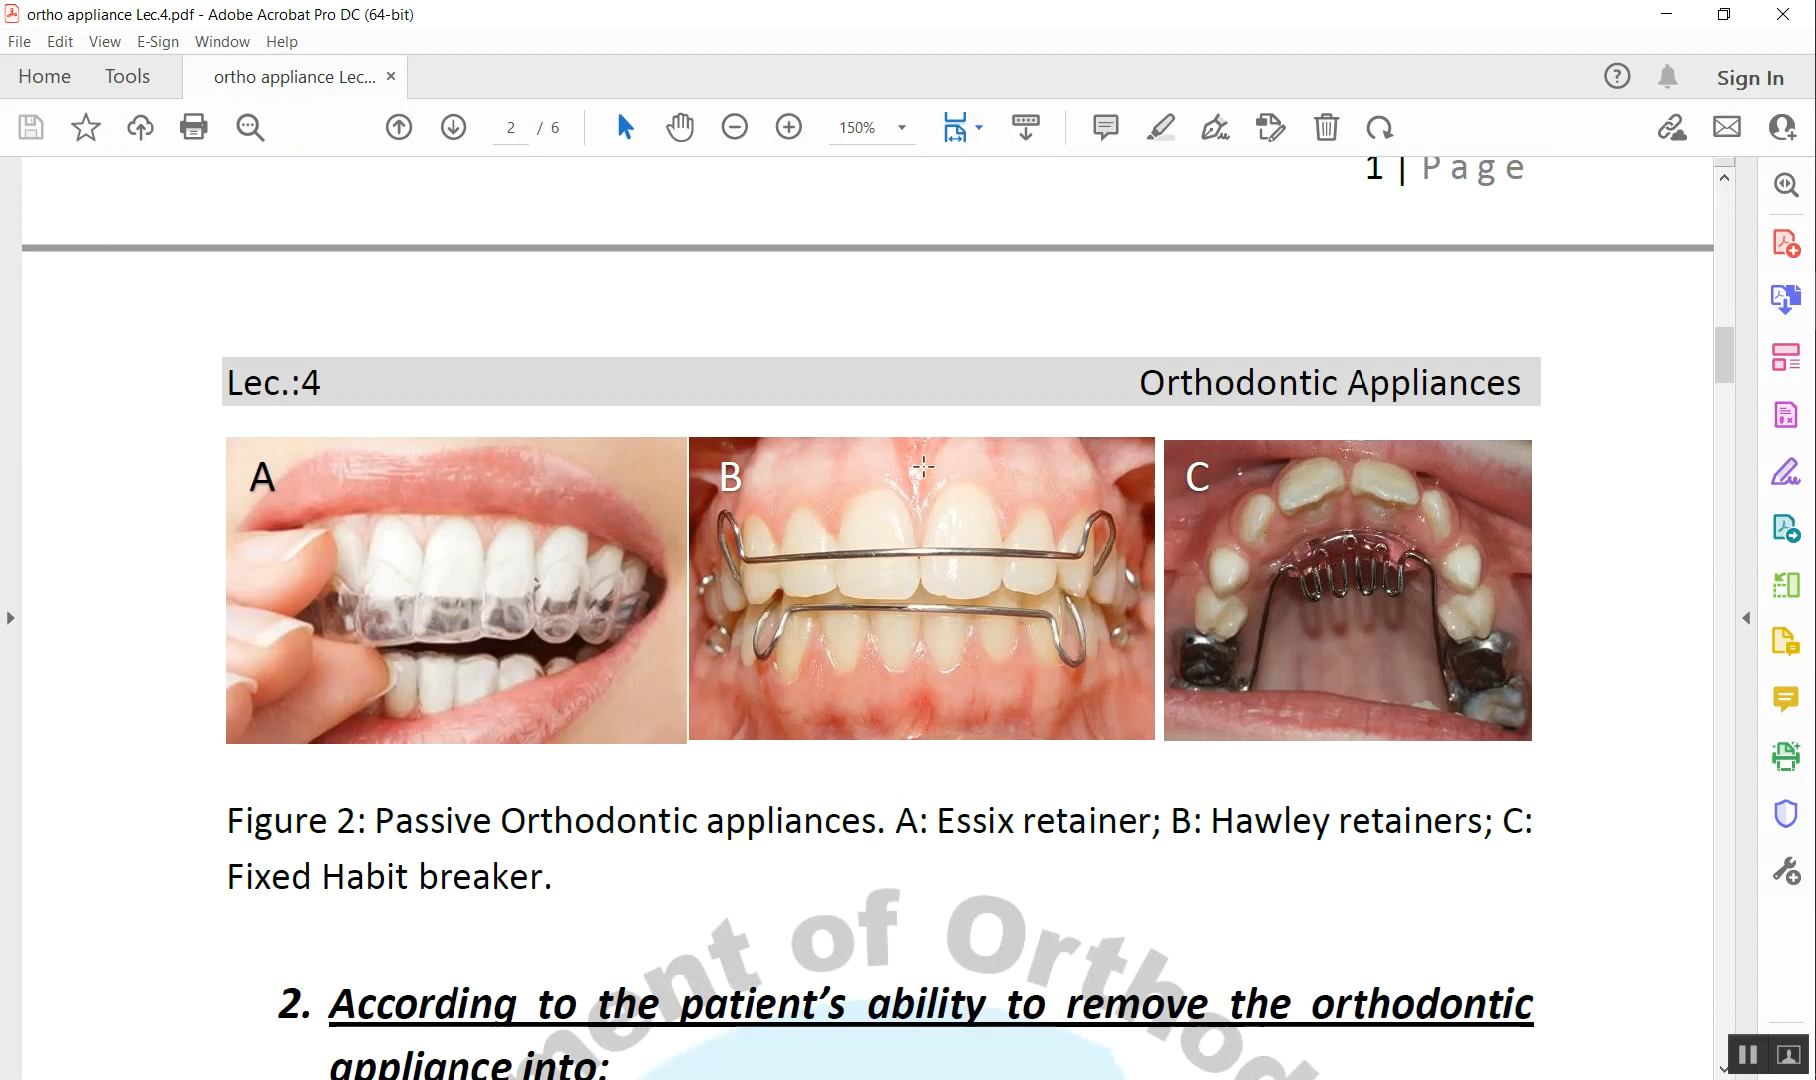 ortho appliance Lec.4.pdf - Adobe Acrobat Pro DC (64-bit)
File Edit View E-Sign Window Help
Home Tools ortho appliance Lec... × Sign In
2 / 6 150%
1 | Page
Lec.:4 Orthodontic Appliances
A B C
Figure 2: Passive Orthodontic appliances. A: Essix retainer; B: Hawley retainers; C:
Fixed Habit breaker.
ment of Orthod
2. According to the patient's ability to remove the orthodontic
appliance into: